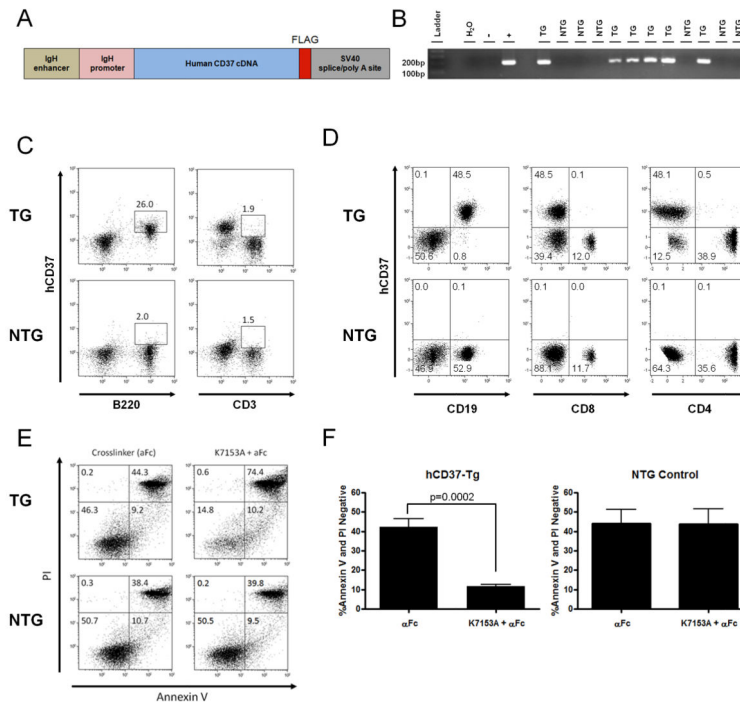 A
FLAG
IgH enhancer
IgH promoter
Human CD37 cDNA
SV40 splice/poly A site
B
Ladder
H₂O
-
+
TG
NTG
NTG
NTG
TG
TG
TG
TG
NTG
TG
NTG
NTG
200bp
100bp
C
TG
26.0
1.9
hCD37
NTG
2.0
1.5
B220
CD3
D
TG
0.1
48.5
50.6
0.8
48.5
0.1
39.4
12.0
48.1
0.5
12.5
38.9
hCD37
NTG
0.0
0.1
46.9
52.9
0.1
0.0
88.1
11.7
0.1
0.1
64.3
35.6
CD19
CD8
CD4
E
Crosslinker (aFc)
K7153A + aFc
TG
0.2
44.3
46.3
9.2
0.6
74.4
14.8
10.2
PI
NTG
0.3
38.4
50.7
10.7
0.2
39.8
50.5
9.5
Annexin V
F
hCD37-Tg
p=0.0002
%Annexin V and PI Negative
60
50
40
30
20
10
0
αFc
K7153A + αFc
NTG Control
%Annexin V and PI Negative
60
50
40
30
20
10
0
αFc
K7153A + αFc